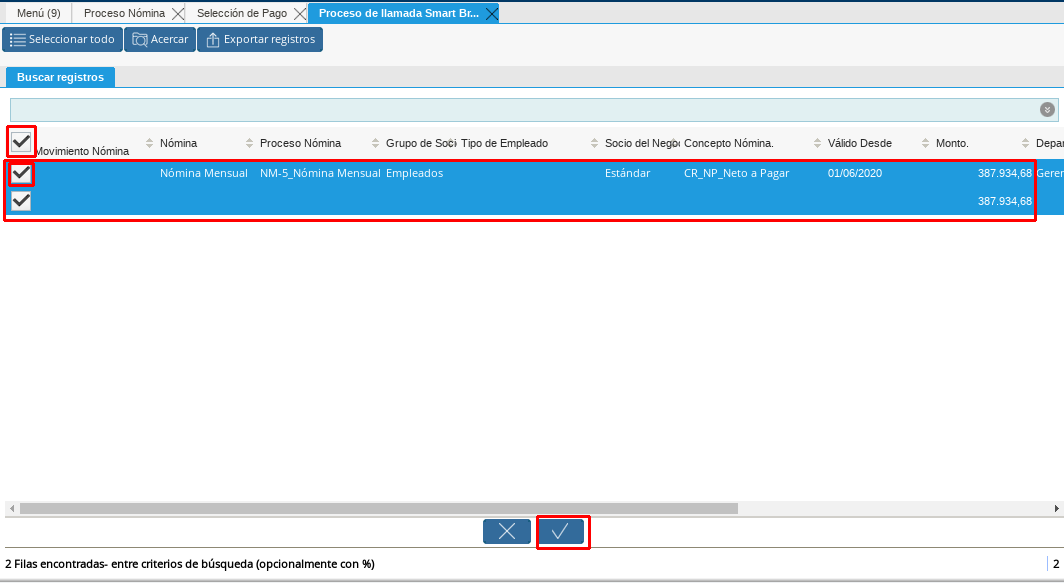 Menú (9) Proceso Nómina Selección de Pago Proceso de llamada Smart Br...
Seleccionar todo Acercar Exportar registros
Buscar registros
Movimiento Nómina Nómina Proceso Nómina Grupo de Soci Tipo de Empleado Socio del Nego Concepto Nómina. Válido Desde Monto. Depar
Nómina Mensual NM-5_Nómina Mensual Empleados Estándar CR_NP_Neto a Pagar 01/06/2020 387.934,68 Geren
387.934,68
2 Filas encontradas- entre criterios de búsqueda (opcionalmente con %) 2